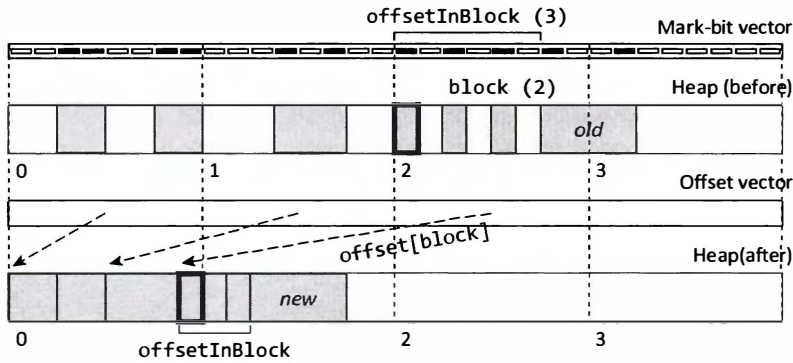 offsetInBlock (3)
Mark-bit vector
block (2)
Heap (before)
old
0 1 2 3
Offset vector
offset[block]
Heap(after)
new
0 2 3
offsetInBlock